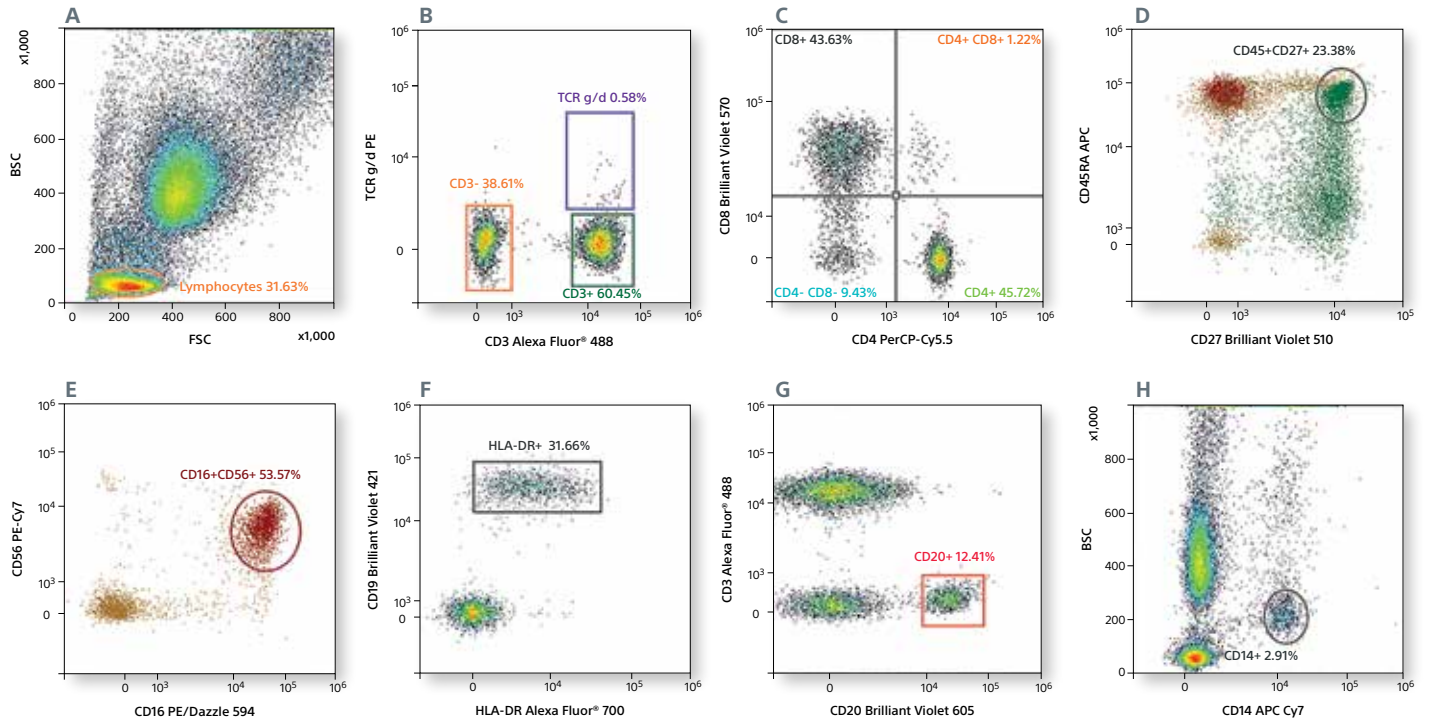 A
x1,000
BSC
800
600
400
200
0
Lymphocytes 31.63%
0 200 400 600 800
FSC
x1,000
B
TCR g/d PE
10⁶
10⁵
10⁴
0
TCR g/d 0.58%
CD3- 38.61%
CD3+ 60.45%
0 10³ 10⁴ 10⁵ 10⁶
CD3 Alexa Fluor® 488
C
CD8 Brilliant Violet 570
10⁶
10⁵
10⁴
0
CD8+ 43.63%
CD4+ CD8+ 1.22%
CD4- CD8- 9.43%
CD4+ 45.72%
0 10³ 10⁴ 10⁵ 10⁶
CD4 PerCP-Cy5.5
D
CD45RA APC
10⁶
10⁵
10⁴
10³
0
CD45+CD27+ 23.38%
0 10³ 10⁴ 10⁵
CD27 Brilliant Violet 510
E
CD56 PE-Cy7
10⁶
10⁵
10⁴
10³
0
CD16+CD56+ 53.57%
0 10³ 10⁴ 10⁵ 10⁶
CD16 PE/Dazzle 594
F
CD19 Brilliant Violet 421
10⁶
10⁵
10⁴
10³
0
HLA-DR+ 31.66%
0 10⁴ 10⁵ 10⁶
HLA-DR Alexa Fluor® 700
G
CD3 Alexa Fluor® 488
10⁶
10⁵
10⁴
10³
0
CD20+ 12.41%
0 10⁴ 10⁵ 10⁶
CD20 Brilliant Violet 605
H
x1,000
BSC
800
600
400
200
0
CD14+ 2.91%
0 10⁴ 10⁵ 10⁶
CD14 APC Cy7